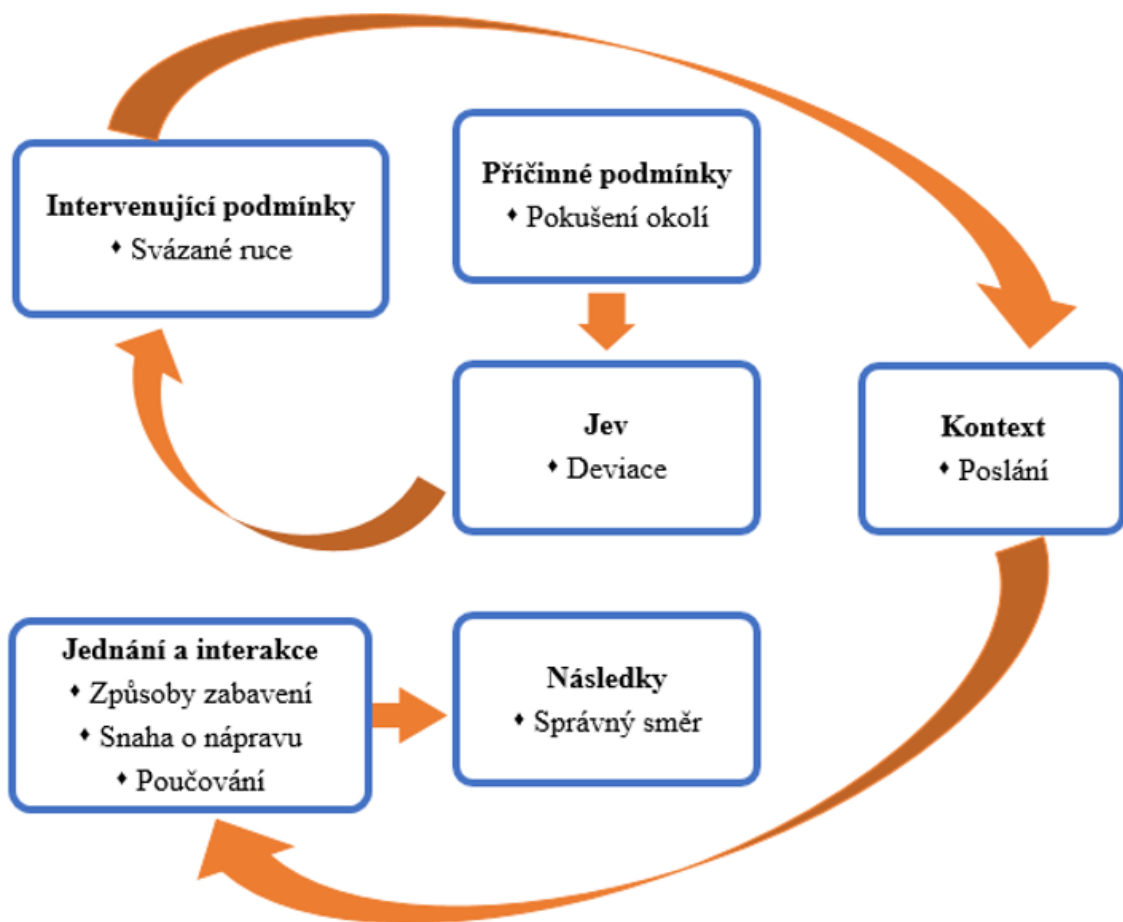 Intervenující podmínky
♦ Svázané ruce
Příčinné podmínky
♦ Pokušení okolí
Jev
♦ Deviace
Kontext
♦ Poslání
Jednání a interakce
♦ Způsoby zabavení
♦ Snaha o nápravu
♦ Poučování
Následky
♦ Správný směr